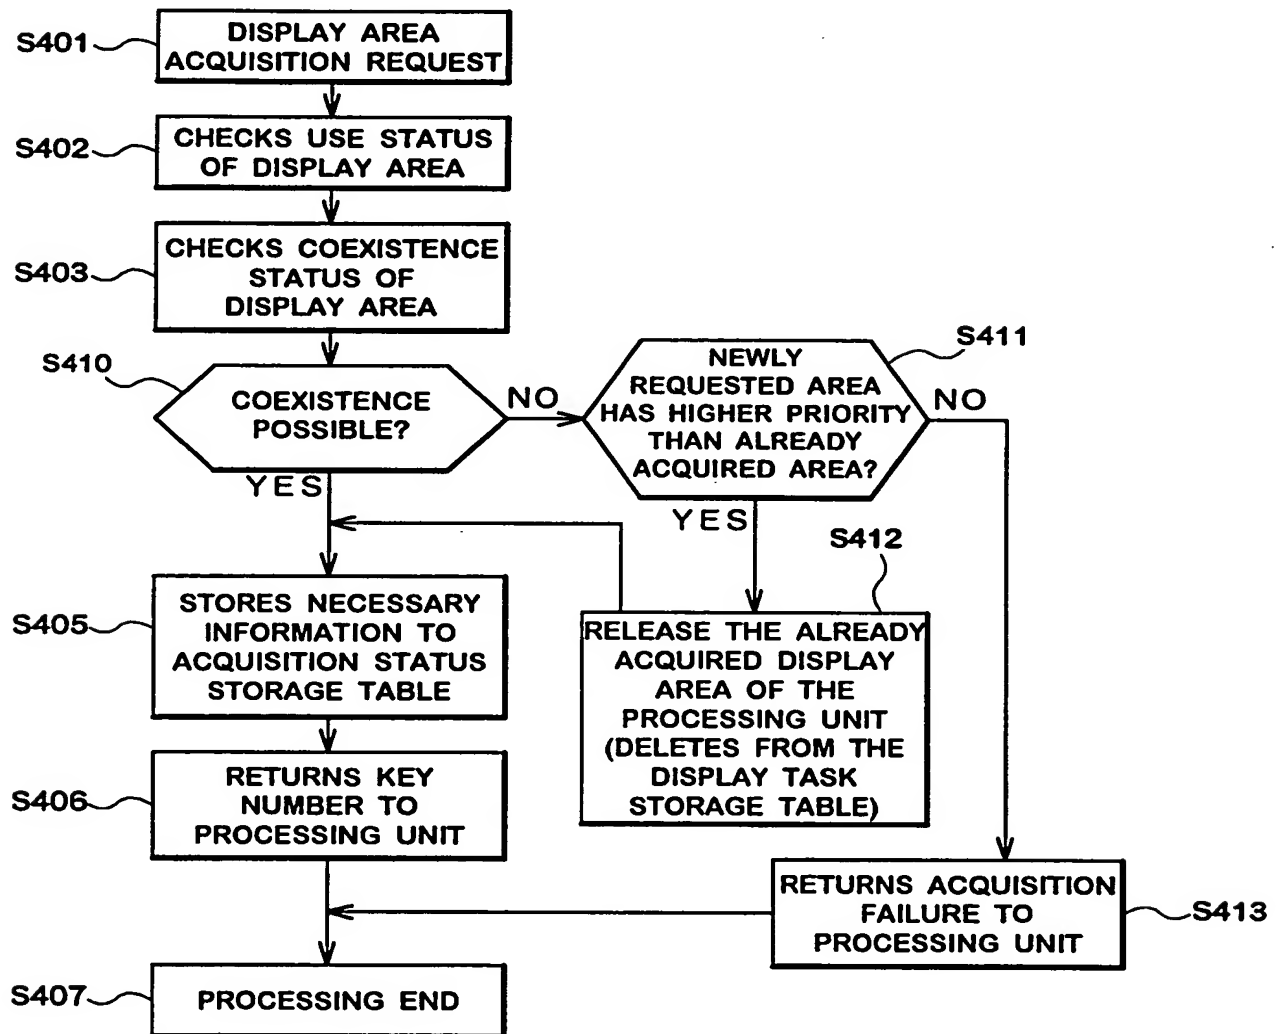 S401
DISPLAY AREA
ACQUISITION REQUEST
S402
CHECKS USE STATUS
OF DISPLAY AREA
S403
CHECKS COEXISTENCE
STATUS OF
DISPLAY AREA
S410
COEXISTENCE
POSSIBLE?
NO
YES
S411
NEWLY
REQUESTED AREA
HAS HIGHER PRIORITY
THAN ALREADY
ACQUIRED AREA?
NO
YES
S412
RELEASE THE ALREADY
ACQUIRED DISPLAY
AREA OF THE
PROCESSING UNIT
(DELETES FROM THE
DISPLAY TASK
STORAGE TABLE)
S405
STORES NECESSARY
INFORMATION TO
ACQUISITION STATUS
STORAGE TABLE
S406
RETURNS KEY
NUMBER TO
PROCESSING UNIT
RETURNS ACQUISITION
FAILURE TO
PROCESSING UNIT
S413
S407
PROCESSING END